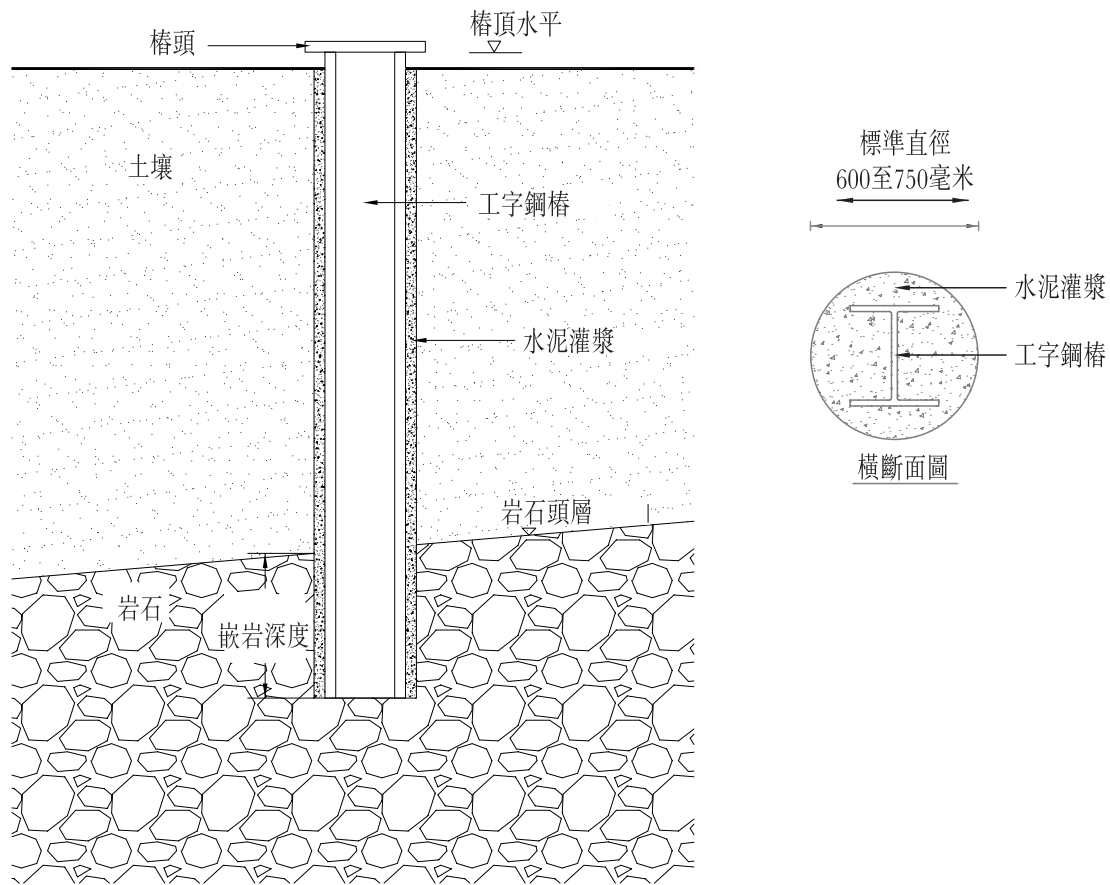 樁頂水平
樁頭
標準直徑
600至750毫米
土壤
工字鋼樁
水泥灌漿
水泥灌漿
工字鋼樁
橫斷面圖
岩石頭層
岩石
嵌岩深度